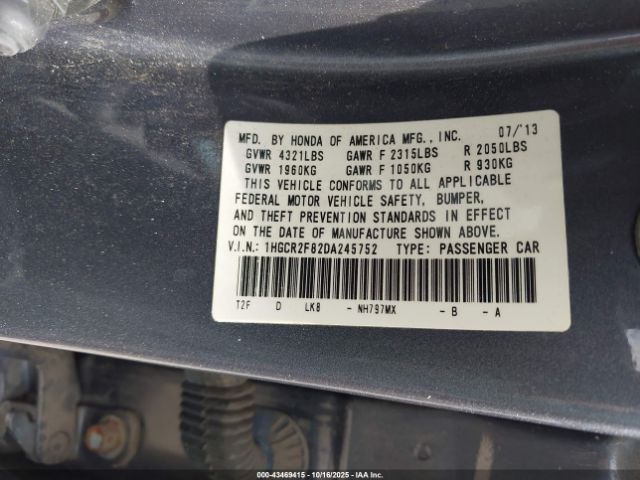 MFD. BY HONDA OF AMERICA MFG., INC. 07/'13
GVWR 4321LBS GAWR F 2315LBS R 2050LBS
GVWR 1960KG GAWR F 1050KG R 930KG
THIS VEHICLE CONFORMS TO ALL APPLICABLE
FEDERAL MOTOR VEHICLE SAFETY, BUMPER,
AND THEFT PREVENTION STANDARDS IN EFFECT
ON THE DATE OF MANUFACTURE SHOWN ABOVE.
V.I.N.: 1HGCR2F82DA245752 TYPE: PASSENGER CAR
T2F D LK8 - NH797MX - B - A
000-43469415 | 10/16/2025 | IAA Inc.